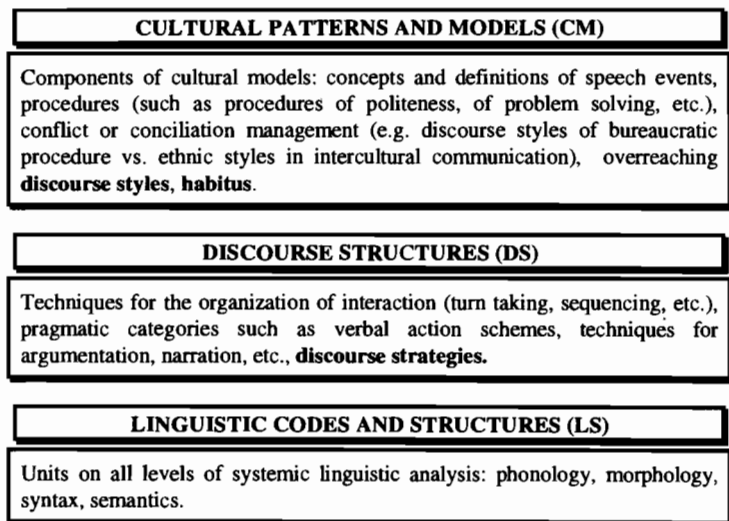 CULTURAL PATTERNS AND MODELS (CM)
Components of cultural models: concepts and definitions of speech events,
procedures (such as procedures of politeness, of problem solving, etc.),
conflict or conciliation management (e.g. discourse styles of bureaucratic
procedure vs. ethnic styles in intercultural communication), overreaching
discourse styles, habitus.
DISCOURSE STRUCTURES (DS)
Techniques for the organization of interaction (turn taking, sequencing, etc.),
pragmatic categories such as verbal action schemes, techniques for
argumentation, narration, etc., discourse strategies.
LINGUISTIC CODES AND STRUCTURES (LS)
Units on all levels of systemic linguistic analysis: phonology, morphology,
syntax, semantics.